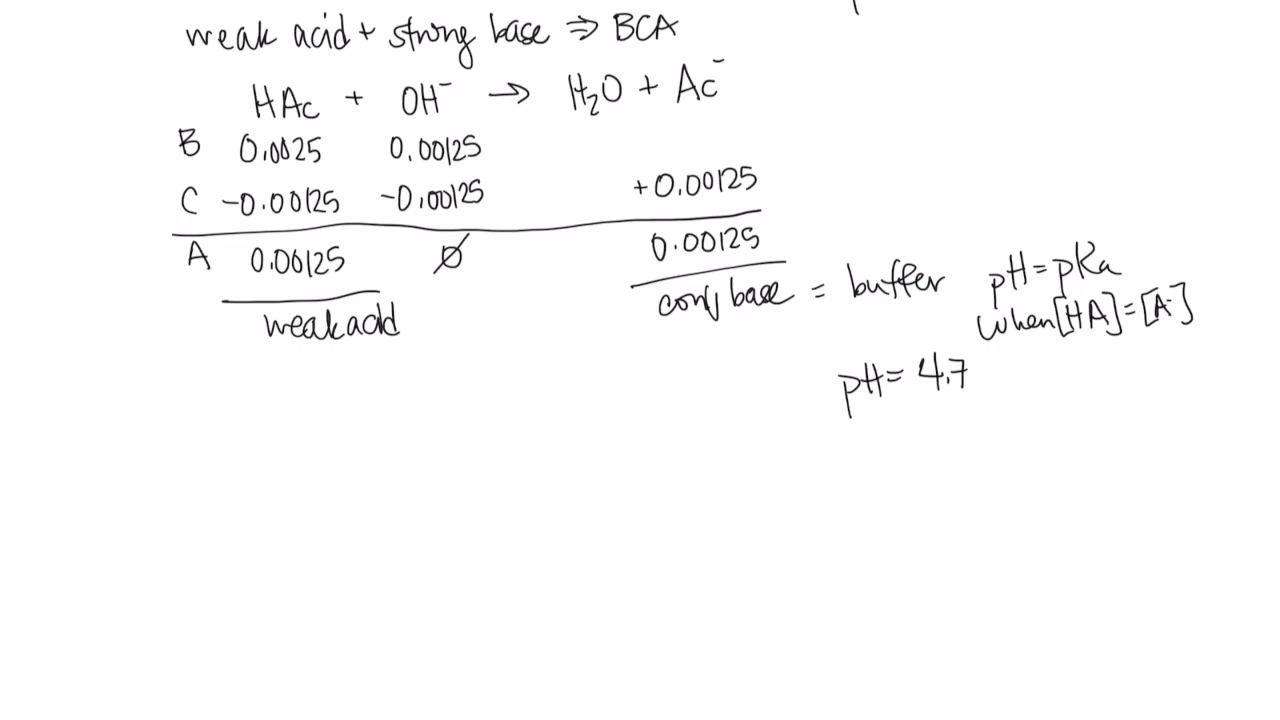 weak acid + strong base ⇒ BCA
HAc + OH⁻ → H₂O + Ac⁻
B 0.0025 0.00125
C -0.00125 -0.00125 +0.00125
A 0.00125 ∅ 0.00125
weak acid conj base = buffer pH = pKa
when [HA] = [A⁻]
pH = 4.7